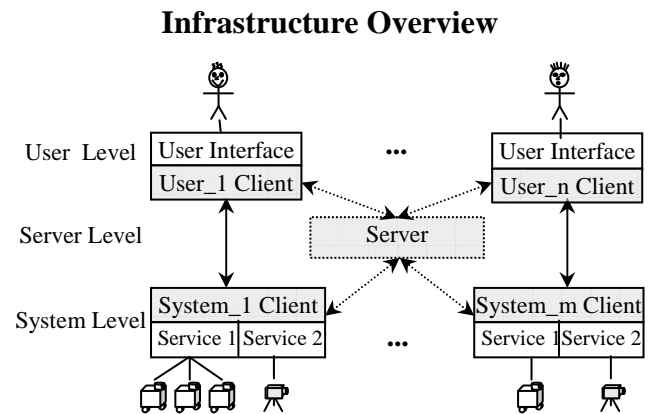 Infrastructure Overview
User Level
User Interface
User_1 Client
...
User Interface
User_n Client
Server Level
Server
System Level
System_1 Client
Service 1
Service 2
...
System_m Client
Service 1
Service 2